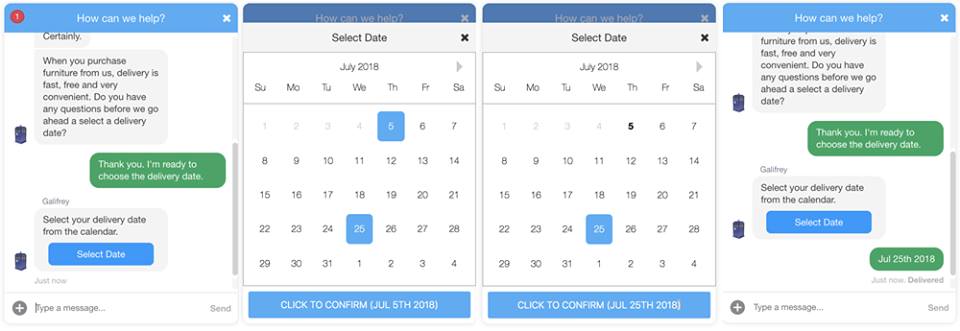 1
How can we help?
×
Certainly.
When you purchase
furniture from us, delivery is
fast, free and very
convenient. Do you have
any questions before we go
ahead a select a delivery
date?
Thank you. I'm ready to
choose the delivery date.
Galifrey
Select your delivery date
from the calendar.
Select Date
Just now
Type a message...
Send
How can we help?
Select Date
×
July 2018
Su Mo Tu We Th Fr Sa
1 2 3 4 5 6 7
8 9 10 11 12 13 14
15 16 17 18 19 20 21
22 23 24 25 26 27 28
29 30 31 1 2 3 4
CLICK TO CONFIRM (JUL 5TH 2018)
How can we help?
Select Date
×
July 2018
Su Mo Tu We Th Fr Sa
1 2 3 4 5 6 7
8 9 10 11 12 13 14
15 16 17 18 19 20 21
22 23 24 25 26 27 28
29 30 31 1 2 3 4
CLICK TO CONFIRM (JUL 25TH 2018)
How can we help?
×
furniture from us, delivery is
fast, free and very
convenient. Do you have
any questions before we go
ahead a select a delivery
date?
Thank you. I'm ready to
choose the delivery date.
Galifrey
Select your delivery date
from the calendar.
Select Date
Jul 25th 2018
Just now. Delivered
Type a message...
Send